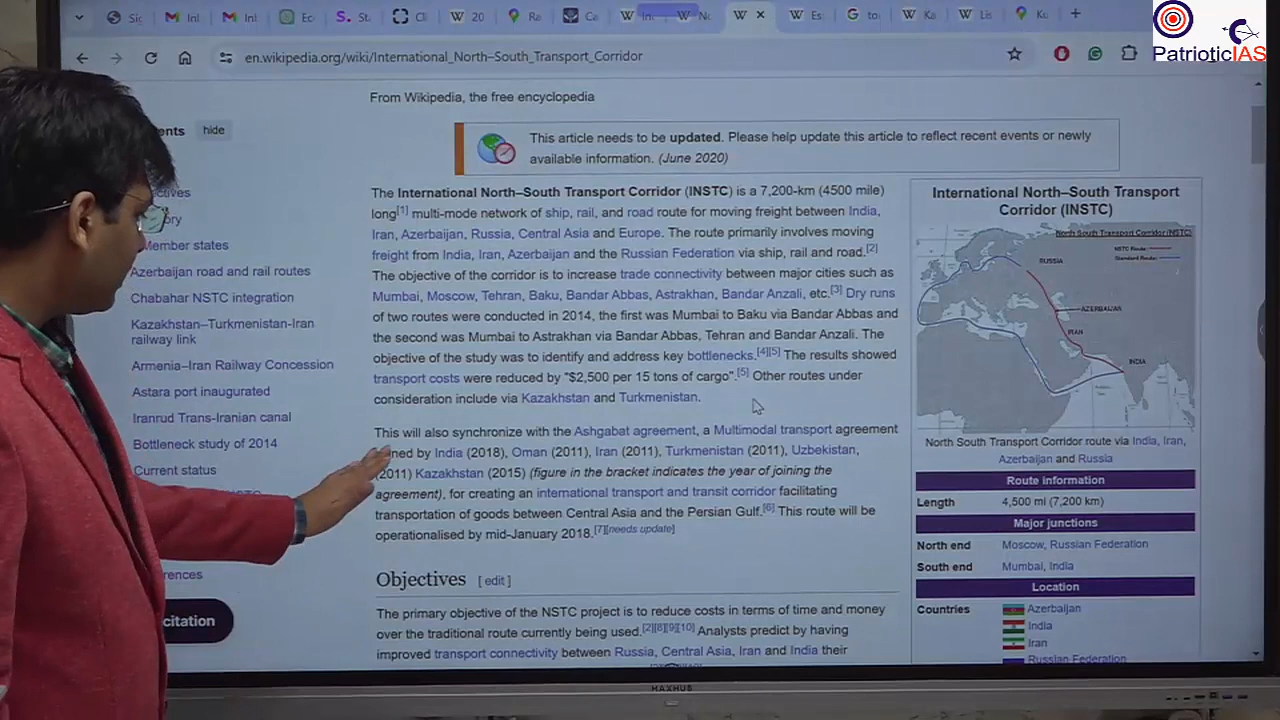 PatrioticIAS
en.wikipedia.org/wiki/International_North–South_Transport_Corridor
From Wikipedia, the free encyclopedia
hide
This article needs to be updated. Please help update this article to reflect recent events or newly
available information. (June 2020)
Member states
Azerbaijan road and rail routes
Chabahar NSTC integration
Kazakhstan–Turkmenistan-Iran
railway link
Armenia–Iran Railway Concession
Astara port inaugurated
Iranrud Trans-Iranian canal
Bottleneck study of 2014
Current status
citation
The International North–South Transport Corridor (INSTC) is a 7,200-km (4500 mile)
long[1] multi-mode network of ship, rail, and road route for moving freight between India,
Iran, Azerbaijan, Russia, Central Asia and Europe. The route primarily involves moving
freight from India, Iran, Azerbaijan and the Russian Federation via ship, rail and road.[2]
The objective of the corridor is to increase trade connectivity between major cities such as
Mumbai, Moscow, Tehran, Baku, Bandar Abbas, Astrakhan, Bandar Anzali, etc.[3] Dry runs
of two routes were conducted in 2014, the first was Mumbai to Baku via Bandar Abbas and
the second was Mumbai to Astrakhan via Bandar Abbas, Tehran and Bandar Anzali. The
objective of the study was to identify and address key bottlenecks.[4][5] The results showed
transport costs were reduced by "$2,500 per 15 tons of cargo".[5] Other routes under
consideration include via Kazakhstan and Turkmenistan.
This will also synchronize with the Ashgabat agreement, a Multimodal transport agreement
ined by India (2018), Oman (2011), Iran (2011), Turkmenistan (2011), Uzbekistan,
(2011) Kazakhstan (2015) (figure in the bracket indicates the year of joining the
agreement), for creating an international transport and transit corridor facilitating
transportation of goods between Central Asia and the Persian Gulf.[6] This route will be
operationalised by mid-January 2018.[7][needs update]
Objectives [ edit ]
The primary objective of the NSTC project is to reduce costs in terms of time and money
over the traditional route currently being used.[2][8][9][10] Analysts predict by having
improved transport connectivity between Russia, Central Asia, Iran and India their
International North–South Transport
Corridor (INSTC)
North South Transport Corridor (NSTC)
NSTC Route:
Standard Route:
RUSSIA
AZERBAIJAN
IRAN
INDIA
North South Transport Corridor route via India, Iran,
Azerbaijan and Russia
Route information
Length 4,500 mi (7,200 km)
Major junctions
North end Moscow, Russian Federation
South end Mumbai, India
Location
Countries Azerbaijan
India
Iran
Russian Federation
MAXHUB